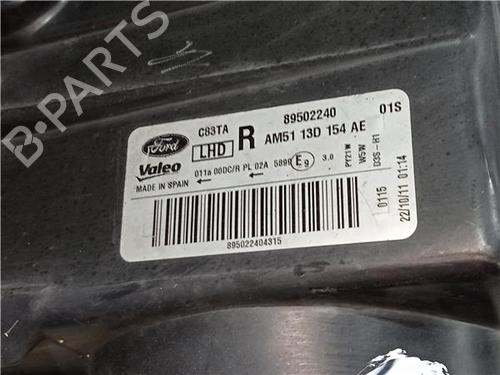 B-PARTS
Ford
C83TA
89502240
01S
LHD
R
AM51 13D 154 AE
Valeo
011a 00DC/R PL 02A 5899
E9
3.0
MADE IN SPAIN
PY21W
W5W
D3S-H1
0115
22/10/11 01:14
895022404315